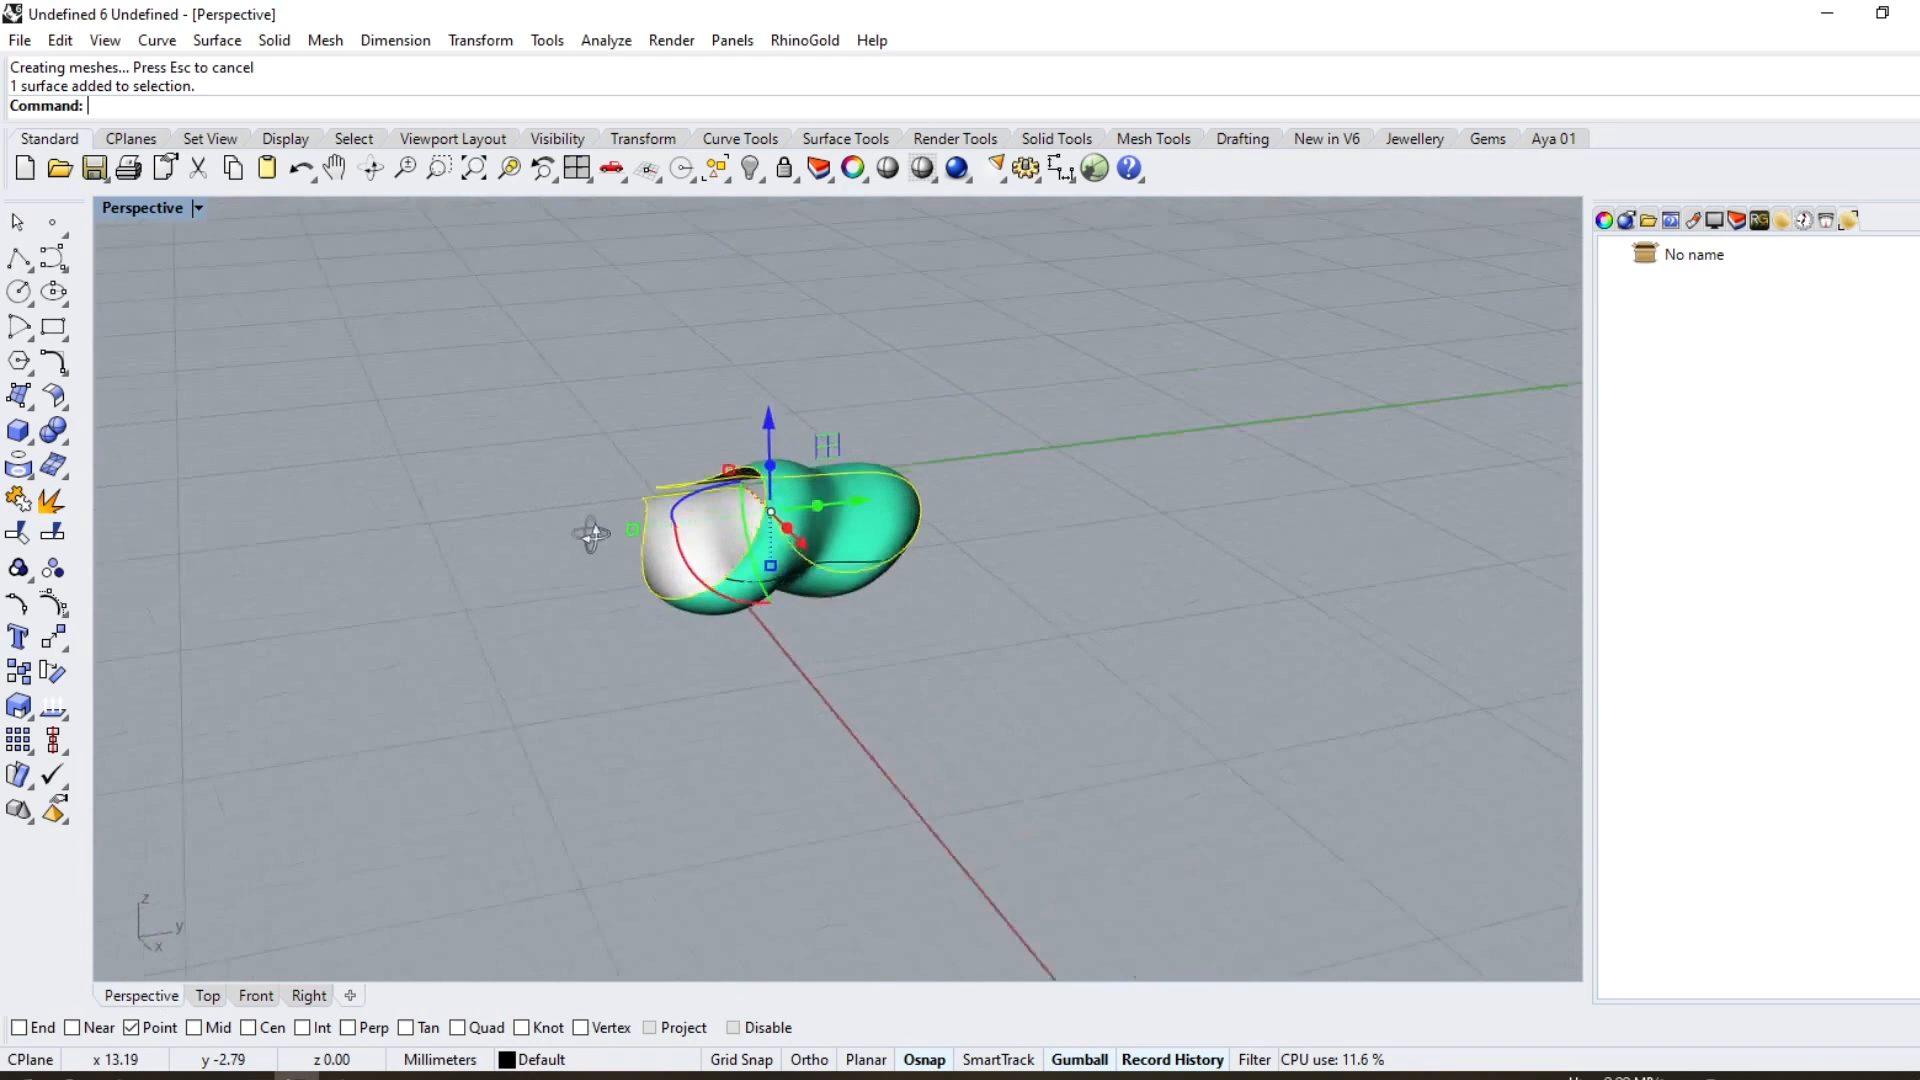 Undefined 6 Undefined - [Perspective]
File Edit View Curve Surface Solid Mesh Dimension Transform Tools Analyze Render Panels RhinoGold Help
Creating meshes... Press Esc to cancel
1 surface added to selection.
Command:
Standard CPlanes Set View Display Select Viewport Layout Visibility Transform Curve Tools Surface Tools Render Tools Solid Tools Mesh Tools Drafting New in V6 Jewellery Gems Aya 01
Perspective
RG
No name
z
y
x
Perspective Top Front Right
End Near Point Mid Cen Int Perp Tan Quad Knot Vertex Project Disable
CPlane x 13.19 y -2.79 z 0.00 Millimeters Default Grid Snap Ortho Planar Osnap SmartTrack Gumball Record History Filter CPU use: 11.6 %